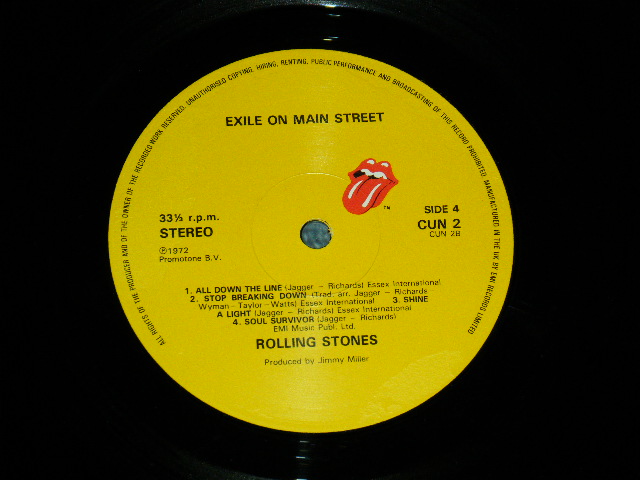 ALL RIGHTS OF THE PRODUCER AND OF THE OWNER OF THE RECORDED WORK RESERVED. UNAUTHORISED COPYING, HIRING, RENTING, PUBLIC PERFORMANCE AND BROADCASTING OF THIS RECORD PROHIBITED. MANUFACTURED IN THE UK BY EMI RECORDS LIMITED
EXILE ON MAIN STREET
TM
33⅓ r.p.m.
STEREO
℗1972
Promotone B.V.
SIDE 4
CUN 2
CUN 2B
1. ALL DOWN THE LINE (Jagger – Richards) Essex International
2. STOP BREAKING DOWN (Trad. arr. Jagger – Richards
Wyman – Taylor – Watts) Essex International 3. SHINE
A LIGHT (Jagger – Richards) Essex International
4. SOUL SURVIVOR (Jagger – Richards)
EMI Music Publ. Ltd.
ROLLING STONES
Produced by Jimmy Miller